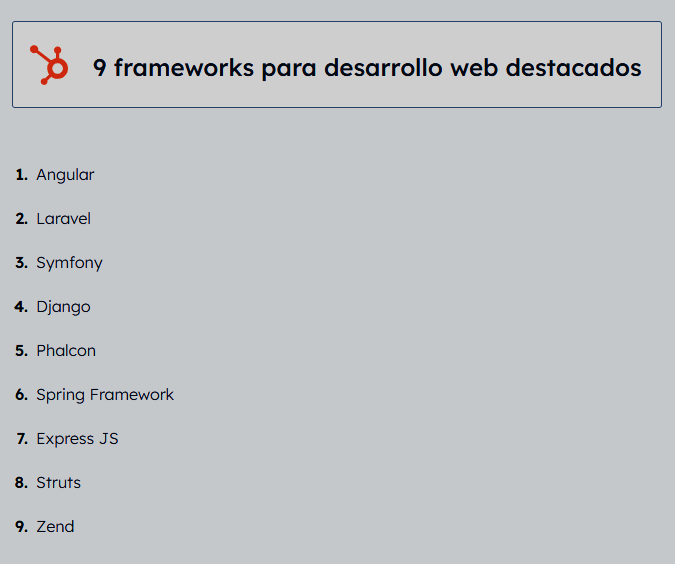 9 frameworks para desarrollo web destacados
1. Angular
2. Laravel
3. Symfony
4. Django
5. Phalcon
6. Spring Framework
7. Express JS
8. Struts
9. Zend